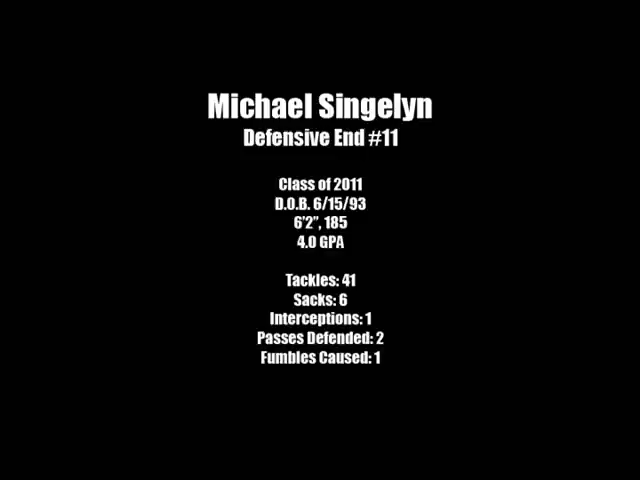 Michael Singelyn
Defensive End #11
Class of 2011
D.O.B. 6/15/93
6'2”, 185
4.0 GPA
Tackles: 41
Sacks: 6
Interceptions: 1
Passes Defended: 2
Fumbles Caused: 1